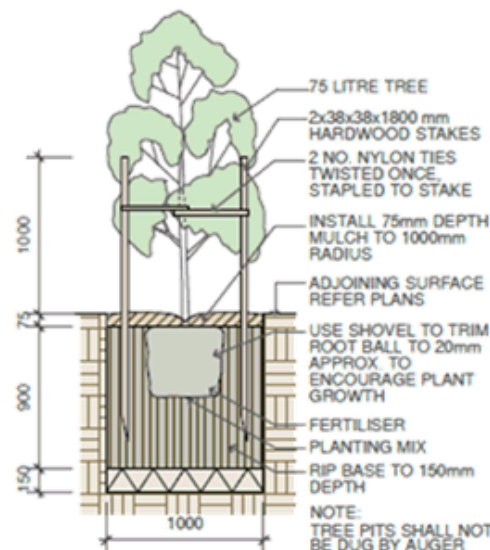 75 LITRE TREE
2x38x38x1800 mm
HARDWOOD STAKES
2 NO. NYLON TIES
TWISTED ONCE,
STAPLED TO STAKE
INSTALL 75mm DEPTH
MULCH TO 1000mm
RADIUS
ADJOINING SURFACE
REFER PLANS
USE SHOVEL TO TRIM
ROOT BALL TO 20mm
APPROX. TO
ENCOURAGE PLANT
GROWTH
FERTILISER
PLANTING MIX
RIP BASE TO 150mm
DEPTH
NOTE:
TREE PITS SHALL NOT
BE DUG BY AUGER
1000
75
900
150
1000